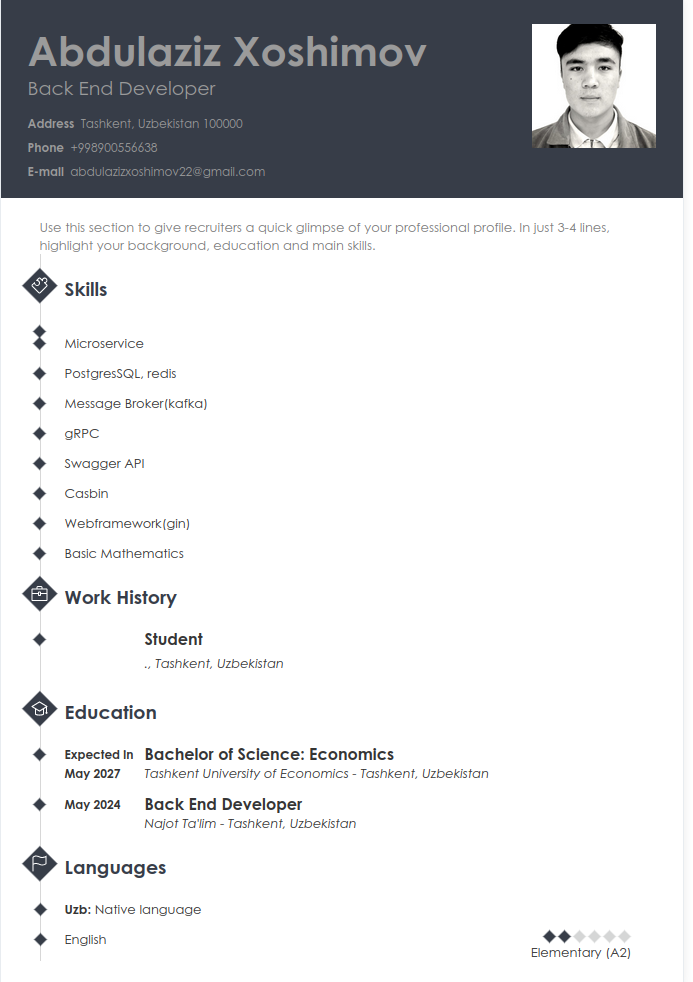 Abdulaziz Xoshimov
Back End Developer
Address Tashkent, Uzbekistan 100000
Phone +998900556638
E-mail abdulazizxoshimov22@gmail.com
Use this section to give recruiters a quick glimpse of your professional profile. In just 3-4 lines,
highlight your background, education and main skills.
Skills
Microservice
PostgresSQL, redis
Message Broker(kafka)
gRPC
Swagger API
Casbin
Webframework(gin)
Basic Mathematics
Work History
Student
., Tashkent, Uzbekistan
Education
Expected In Bachelor of Science: Economics
May 2027 Tashkent University of Economics - Tashkent, Uzbekistan
May 2024 Back End Developer
Najot Ta'lim - Tashkent, Uzbekistan
Languages
Uzb: Native language
English
Elementary (A2)